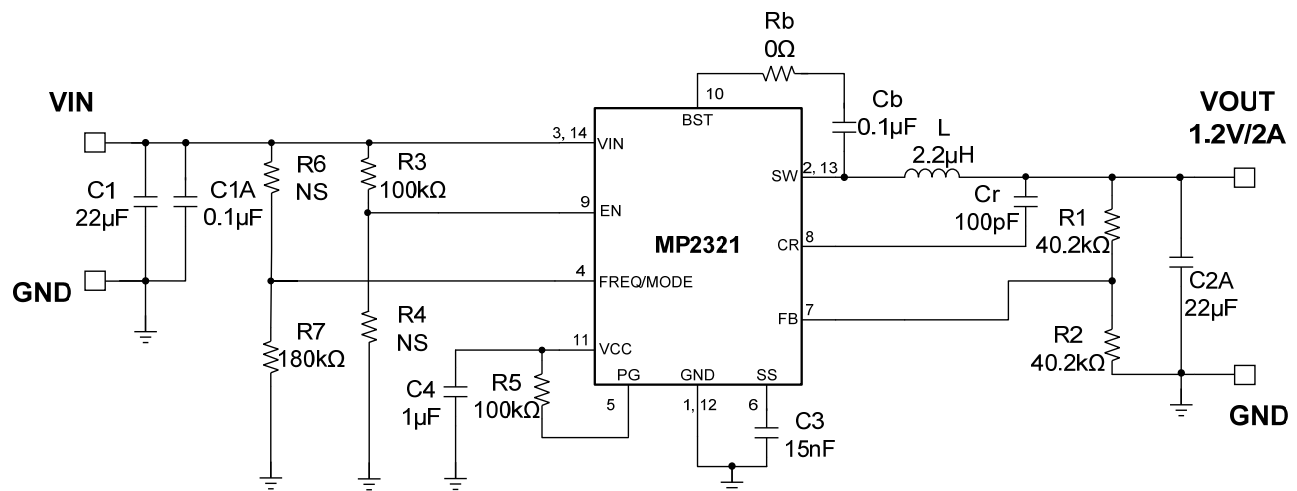 Rb
0Ω
VIN
10
BST
Cb
0.1µF
VOUT
1.2V/2A
3, 14
VIN
L
2.2µH
R6
NS
R3
100kΩ
C1
22µF
C1A
0.1µF
SW
2, 13
Cr
100pF
9
EN
MP2321
CR
8
R1
40.2kΩ
GND
4
FREQ/MODE
C2A
22µF
FB
7
R7
180kΩ
R4
NS
R2
40.2kΩ
11
VCC
C4
1µF
R5
100kΩ
PG
GND
SS
5
1, 12
6
C3
15nF
GND